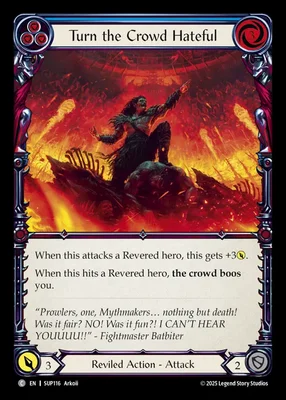 3
Turn the Crowd Hateful
When this attacks a Revered hero, this gets +3.
When this hits a Revered hero, the crowd boos
you.
“Prowlers, one, Mythmakers… nothing but death!
Was it fair? NO! Was it fun?! I CAN'T HEAR
YOUUUU!!” - Fightmaster Batbiter
3
Reviled Action - Attack
2
C EN | SUP116 Arkoii
©2025 Legend Story Studios